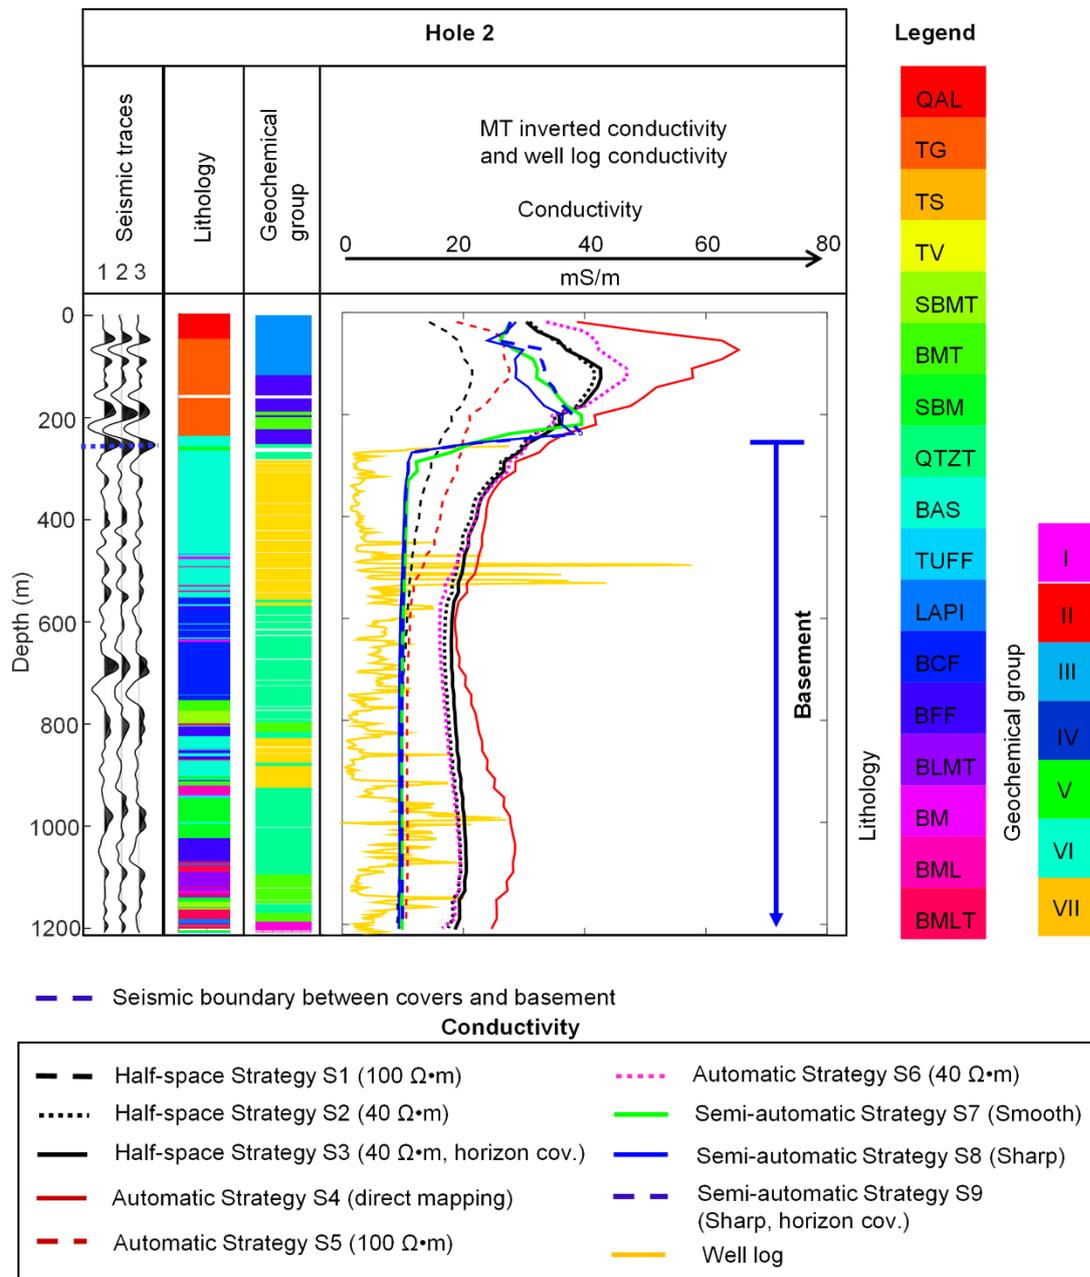 Hole 2
Legend
Seismic traces
1 2 3
Lithology
Geochemical
group
MT inverted conductivity
and well log conductivity
Conductivity
0 20 40 60 80
mS/m
Depth (m)
0
200
400
600
800
1000
1200
Basement
QAL
TG
TS
TV
SBMT
BMT
SBM
QTZT
BAS
TUFF
LAPI
BCF
BFF
BLMT
BM
BML
BMLT
Lithology
Geochemical group
I
II
III
IV
V
VI
VII
Seismic boundary between covers and basement
Conductivity
Half-space Strategy S1 (100 Ω•m)
Half-space Strategy S2 (40 Ω•m)
Half-space Strategy S3 (40 Ω•m, horizon cov.)
Automatic Strategy S4 (direct mapping)
Automatic Strategy S5 (100 Ω•m)
Automatic Strategy S6 (40 Ω•m)
Semi-automatic Strategy S7 (Smooth)
Semi-automatic Strategy S8 (Sharp)
Semi-automatic Strategy S9
(Sharp, horizon cov.)
Well log